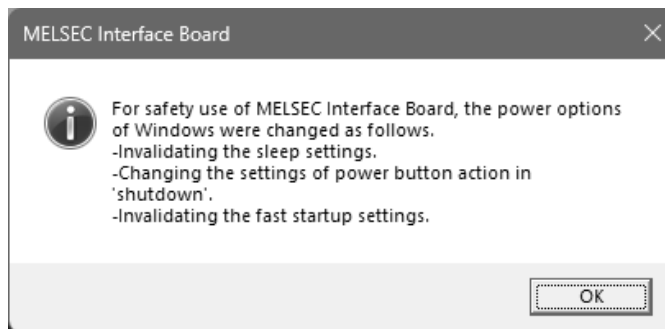 MELSEC Interface Board
For safety use of MELSEC Interface Board, the power options
of Windows were changed as follows.
-Invalidating the sleep settings.
-Changing the settings of power button action in
'shutdown'.
-Invalidating the fast startup settings.
OK